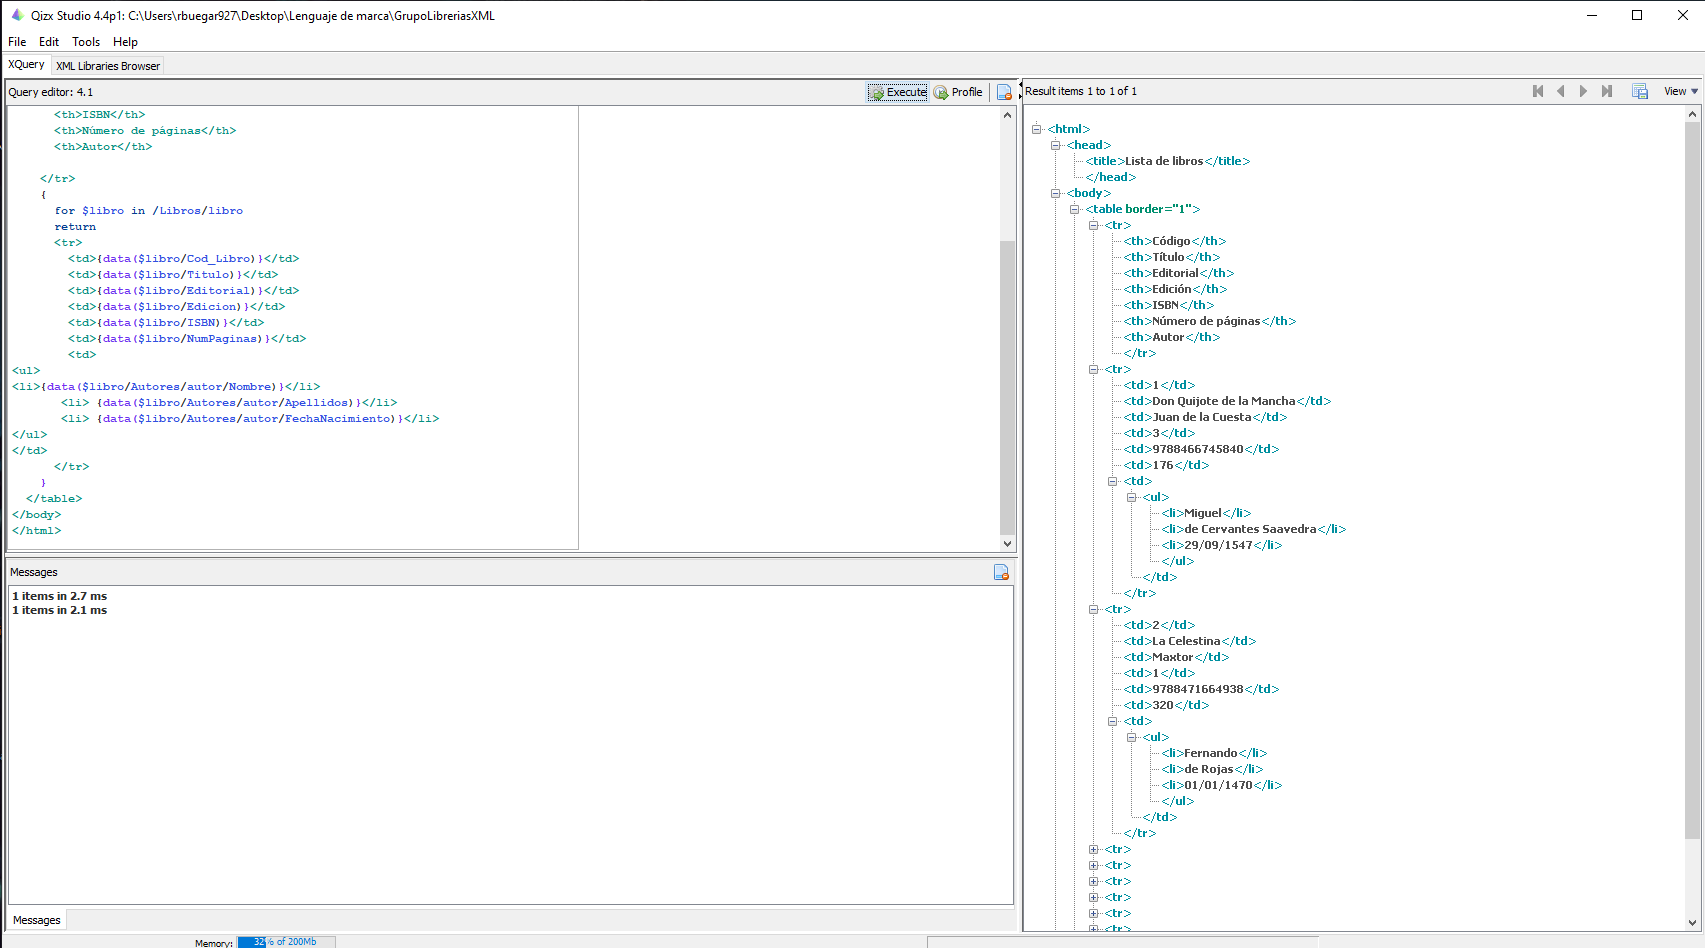 Qizx Studio 4.4p1: C:\Users\rbuegar927\Desktop\Lenguaje de marca\GrupoLibreriasXML
File Edit Tools Help
XQuery XML Libraries Browser
Query editor: 4.1 Execute Profile
<th>ISBN</th>
<th>Número de páginas</th>
<th>Autor</th>
</tr>
{
for $libro in /Libros/libro
return
<tr>
<td>{data($libro/Cod_Libro)}</td>
<td>{data($libro/Titulo)}</td>
<td>{data($libro/Editorial)}</td>
<td>{data($libro/Edicion)}</td>
<td>{data($libro/ISBN)}</td>
<td>{data($libro/NumPaginas)}</td>
<td>
<ul>
<li>{data($libro/Autores/autor/Nombre)}</li>
<li> {data($libro/Autores/autor/Apellidos)}</li>
<li> {data($libro/Autores/autor/FechaNacimiento)}</li>
</ul>
</td>
</tr>
}
</table>
</body>
</html>
Messages
1 items in 2.7 ms
1 items in 2.1 ms
Messages
Memory: 32% of 200Mb
Result items 1 to 1 of 1 View
<html>
<head>
<title>Lista de libros</title>
</head>
<body>
<table border="1">
<tr>
<th>Código</th>
<th>Título</th>
<th>Editorial</th>
<th>Edición</th>
<th>ISBN</th>
<th>Número de páginas</th>
<th>Autor</th>
</tr>
<tr>
<td>1</td>
<td>Don Quijote de la Mancha</td>
<td>Juan de la Cuesta</td>
<td>3</td>
<td>9788466745840</td>
<td>176</td>
<td>
<ul>
<li>Miguel</li>
<li>de Cervantes Saavedra</li>
<li>29/09/1547</li>
</ul>
</td>
</tr>
<tr>
<td>2</td>
<td>La Celestina</td>
<td>Maxtor</td>
<td>1</td>
<td>9788471664938</td>
<td>320</td>
<td>
<ul>
<li>Fernando</li>
<li>de Rojas</li>
<li>01/01/1470</li>
</ul>
</td>
</tr>
<tr>
<tr>
<tr>
<tr>
<tr>
<tr>